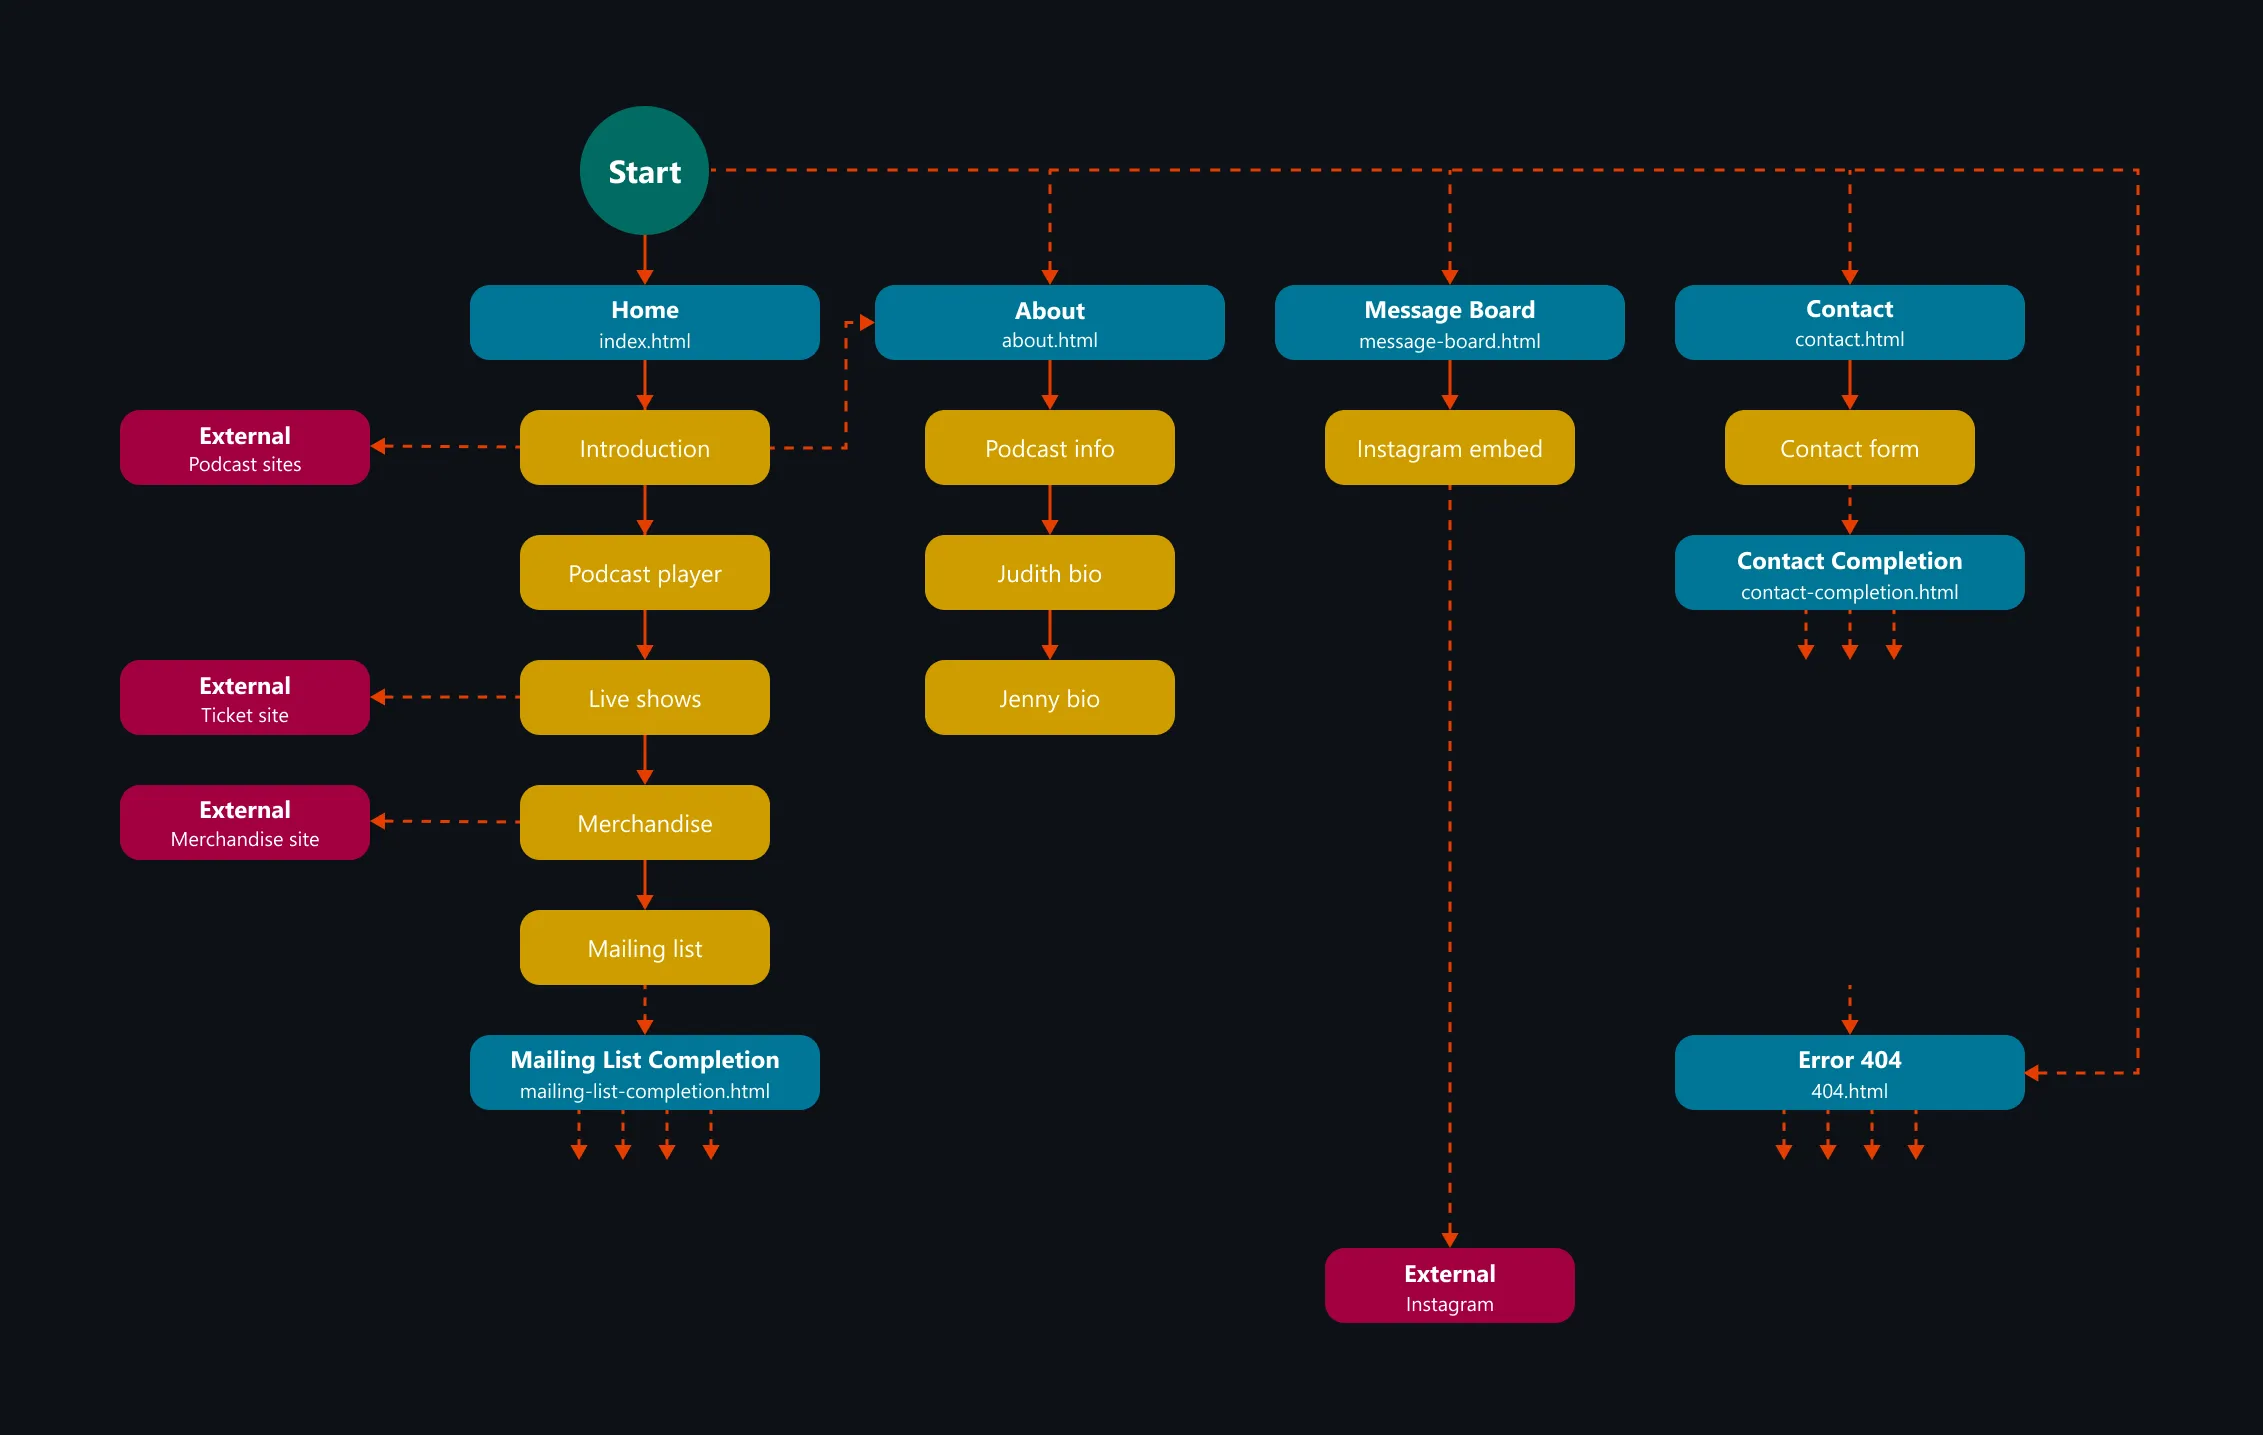 Start
Home
index.html
About
about.html
Message Board
message-board.html
Contact
contact.html
External
Podcast sites
Introduction
Podcast info
Instagram embed
Contact form
Podcast player
Judith bio
Contact Completion
contact-completion.html
External
Ticket site
Live shows
Jenny bio
External
Merchandise site
Merchandise
Mailing list
Mailing List Completion
mailing-list-completion.html
Error 404
404.html
External
Instagram